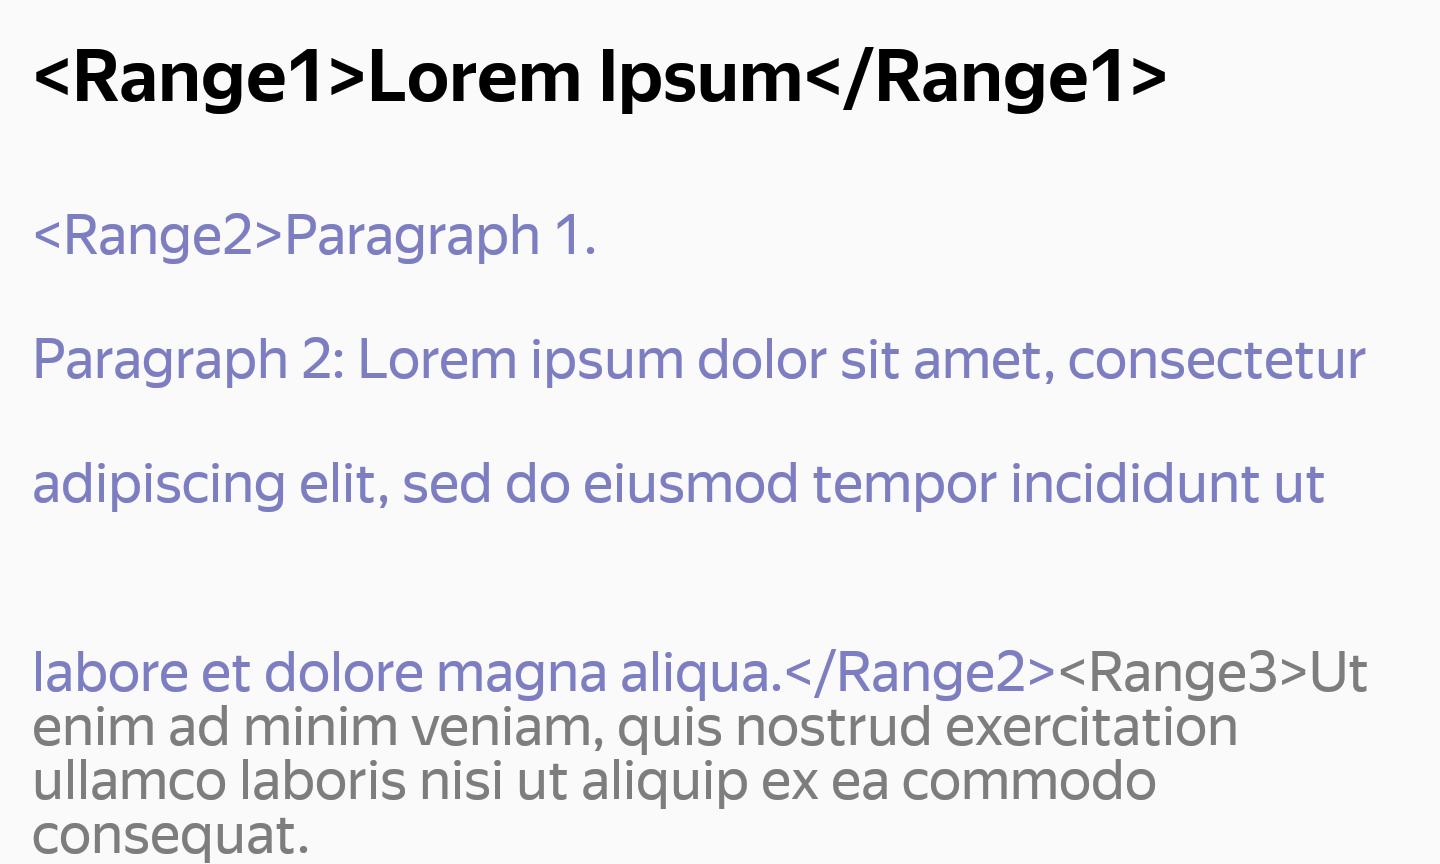 <Range1>Lorem Ipsum</Range1>
<Range2>Paragraph 1.
Paragraph 2: Lorem ipsum dolor sit amet, consectetur
adipiscing elit, sed do eiusmod tempor incididunt ut
labore et dolore magna aliqua.</Range2><Range3>Ut
enim ad minim veniam, quis nostrud exercitation
ullamco laboris nisi ut aliquip ex ea commodo
consequat.